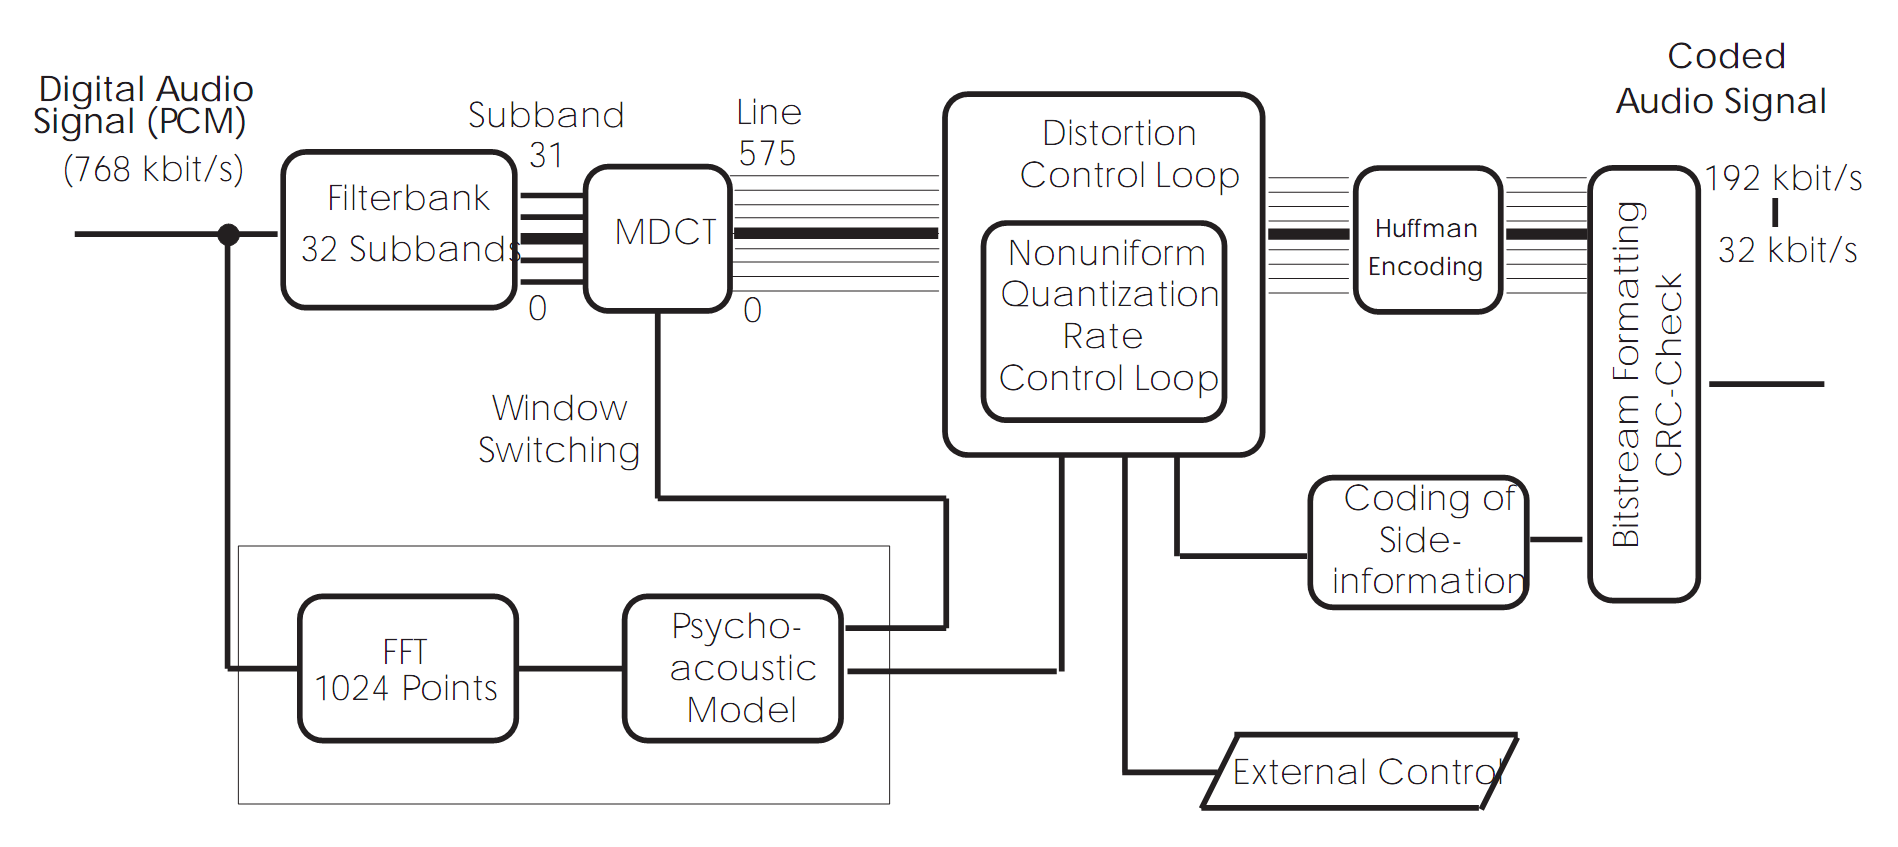 Digital Audio
Signal (PCM)
(768 kbit/s)
Filterbank
32 Subbands
Subband
31
0
MDCT
Line
575
0
Window
Switching
Distortion
Control Loop
Nonuniform
Quantization
Rate
Control Loop
Huffman
Encoding
Coded
Audio Signal
192 kbit/s
32 kbit/s
Bitstream Formatting
CRC-Check
Coding of
Side-
information
FFT
1024 Points
Psycho-
acoustic
Model
External Control